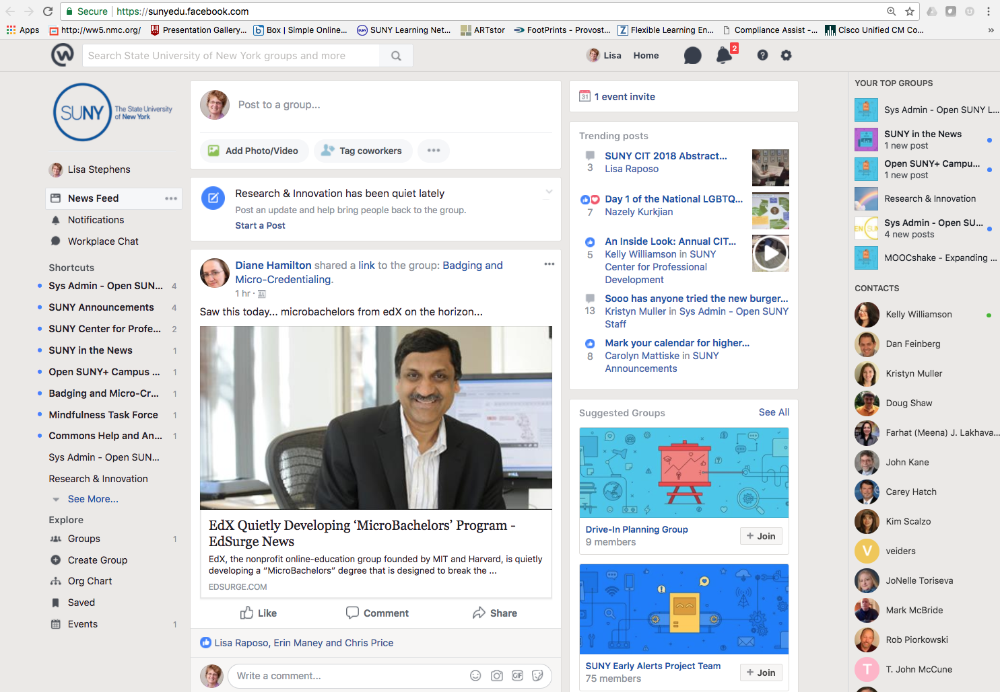 Secure https://sunyedu.facebook.com
Apps http://ww5.nmc.org/ Presentation Gallery... Box | Simple Online... SUNY Learning Net... ARTstor FootPrints - Provost... Flexible Learning En... Compliance Assist -... Cisco Unified CM Co... »
Search State University of New York groups and more
Lisa Home 2
SUNY The State University
of New York
Lisa Stephens
News Feed
Notifications
Workplace Chat
Shortcuts
Sys Admin - Open SUN... 4
SUNY Announcements 4
SUNY Center for Profe... 2
SUNY in the News 1
Open SUNY+ Campus ... 1
Badging and Micro-Cr... 1
Mindfulness Task Force 1
Commons Help and An... 1
Sys Admin - Open SUN...
Research & Innovation
See More...
Explore
Groups 1
Create Group
Org Chart
Saved
Events 1
Post to a group...
Add Photo/Video Tag coworkers
Research & Innovation has been quiet lately
Post an update and help bring people back to the group.
Start a Post
Diane Hamilton shared a link to the group: Badging and
Micro-Credentialing.
1 hr ·
Saw this today... microbachelors from edX on the horizon...
EdX Quietly Developing ‘MicroBachelors’ Program -
EdSurge News
EdX, the nonprofit online-education group founded by MIT and Harvard, is quietly
developing a “MicroBachelors” degree that is designed to break the ...
EDSURGE.COM
Like Comment Share
Lisa Raposo, Erin Maney and Chris Price
Write a comment...
GIF
31 1 event invite
Trending posts
SUNY CIT 2018 Abstract...
3 Lisa Raposo
Day 1 of the National LGBTQ...
7 Nazely Kurkjian
An Inside Look: Annual CIT...
5 Kelly Williamson in SUNY
Center for Professional
Development
Sooo has anyone tried the new burger...
13 Kristyn Muller in Sys Admin - Open SUNY
Staff
Mark your calendar for higher...
8 Carolyn Mattiske in SUNY
Announcements
Suggested Groups See All
Drive-In Planning Group
9 members
+ Join
SUNY Early Alerts Project Team
75 members
+ Join
YOUR TOP GROUPS
Sys Admin - Open SUNY L...
SUNY in the News
1 new post
Open SUNY+ Campu...
1 new post
Research & Innovation
Sys Admin - Open SU...
4 new posts
MOOCshake - Expanding ...
CONTACTS
Kelly Williamson
Dan Feinberg
Kristyn Muller
Doug Shaw
Farhat (Meena) J. Lakhava...
John Kane
Carey Hatch
Kim Scalzo
V veiders
JoNelle Toriseva
Mark McBride
Rob Piorkowski
T T. John McCune